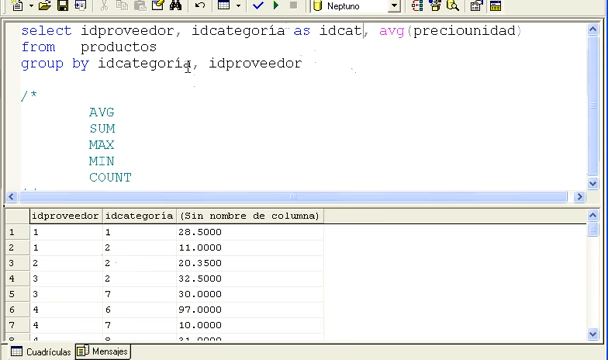 Neptuno
select idproveedor, idcategoría as idcat, avg(preciounidad)
from productos
group by idcategoría, idproveedor
/*
AVG
SUM
MAX
MIN
COUNT
idproveedor idcategoría (Sin nombre de columna)
1 1 1 28.5000
2 1 2 11.0000
3 2 2 20.3500
4 3 2 32.5000
5 3 7 30.0000
6 4 6 97.0000
7 4 7 10.0000
Cuadrículas Mensajes